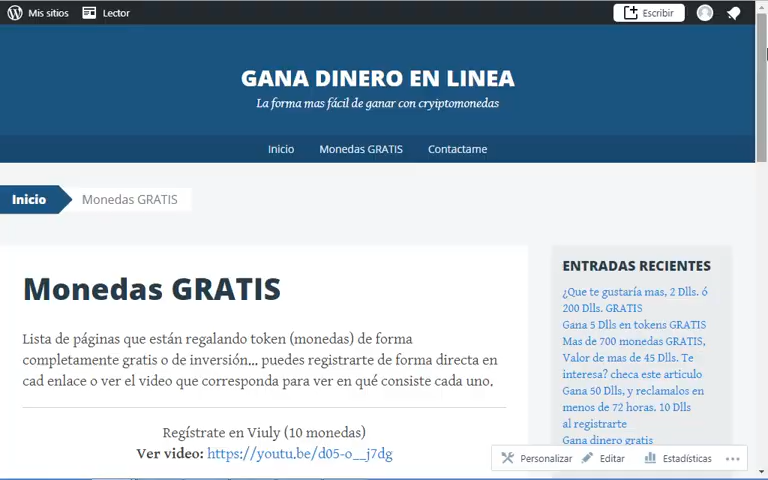 Mis sitios Lector Escribir
GANA DINERO EN LINEA
La forma mas fácil de ganar con cryiptomonedas
Inicio Monedas GRATIS Contactame
Inicio Monedas GRATIS
Monedas GRATIS
Lista de páginas que están regalando token (monedas) de forma
completamente gratis o de inversión... puedes registrarte de forma directa en
cad enlace o ver el video que corresponda para ver en qué consiste cada uno.
Regístrate en Viuly (10 monedas)
Ver video: https://youtu.be/d05-o__j7dg
ENTRADAS RECIENTES
¿Que te gustaría mas, 2 Dlls. ó
200 Dlls. GRATIS
Gana 5 Dlls en tokens GRATIS
Mas de 700 monedas GRATIS,
Valor de mas de 45 Dlls. Te
interesa? checa este articulo
Gana 50 Dlls, y reclamalos en
menos de 72 horas. 10 Dlls
al registrarte
Gana dinero gratis
Personalizar Editar Estadísticas